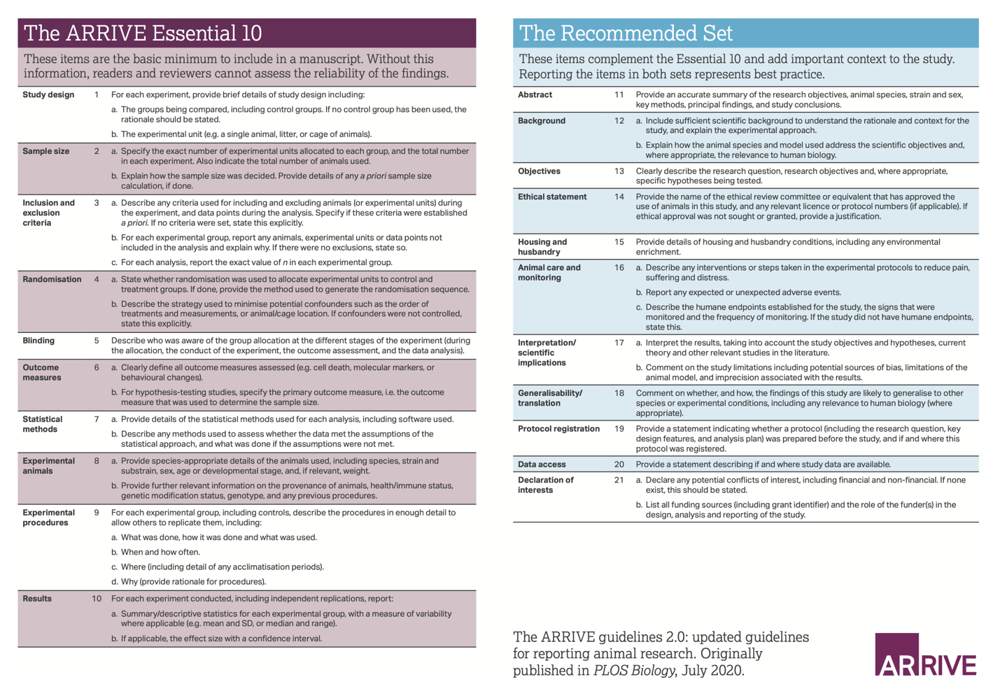 The ARRIVE Essential 10
These items are the basic minimum to include in a manuscript. Without this
information, readers and reviewers cannot assess the reliability of the findings.
Study design 1 For each experiment, provide brief details of study design including:
a. The groups being compared, including control groups. If no control group has been used, the
rationale should be stated.
b. The experimental unit (e.g. a single animal, litter, or cage of animals).
Sample size 2 a. Specify the exact number of experimental units allocated to each group, and the total number
in each experiment. Also indicate the total number of animals used.
b. Explain how the sample size was decided. Provide details of any a priori sample size
calculation, if done.
Inclusion and 3 a. Describe any criteria used for including and excluding animals (or experimental units) during
exclusion the experiment, and data points during the analysis. Specify if these criteria were established
criteria a priori. If no criteria were set, state this explicitly.
b. For each experimental group, report any animals, experimental units or data points not
included in the analysis and explain why. If there were no exclusions, state so.
c. For each analysis, report the exact value of n in each experimental group.
Randomisation 4 a. State whether randomisation was used to allocate experimental units to control and
treatment groups. If done, provide the method used to generate the randomisation sequence.
b. Describe the strategy used to minimise potential confounders such as the order of
treatments and measurements, or animal/cage location. If confounders were not controlled,
state this explicitly.
Blinding 5 Describe who was aware of the group allocation at the different stages of the experiment (during
the allocation, the conduct of the experiment, the outcome assessment, and the data analysis).
Outcome 6 a. Clearly define all outcome measures assessed (e.g. cell death, molecular markers, or
measures behavioural changes).
b. For hypothesis-testing studies, specify the primary outcome measure, i.e. the outcome
measure that was used to determine the sample size.
Statistical 7 a. Provide details of the statistical methods used for each analysis, including software used.
methods
b. Describe any methods used to assess whether the data met the assumptions of the
statistical approach, and what was done if the assumptions were not met.
Experimental 8 a. Provide species-appropriate details of the animals used, including species, strain and
animals substrain, sex, age or developmental stage, and, if relevant, weight.
b. Provide further relevant information on the provenance of animals, health/immune status,
genetic modification status, genotype, and any previous procedures.
Experimental 9 For each experimental group, including controls, describe the procedures in enough detail to
procedures allow others to replicate them, including:
a. What was done, how it was done and what was used.
b. When and how often.
c. Where (including detail of any acclimatisation periods).
d. Why (provide rationale for procedures).
Results 10 For each experiment conducted, including independent replications, report:
a. Summary/descriptive statistics for each experimental group, with a measure of variability
where applicable (e.g. mean and SD, or median and range).
b. If applicable, the effect size with a confidence interval.
The Recommended Set
These items complement the Essential 10 and add important context to the study.
Reporting the items in both sets represents best practice.
Abstract 11 Provide an accurate summary of the research objectives, animal species, strain and sex,
key methods, principal findings, and study conclusions.
Background 12 a. Include sufficient scientific background to understand the rationale and context for the
study, and explain the experimental approach.
b. Explain how the animal species and model used address the scientific objectives and,
where appropriate, the relevance to human biology.
Objectives 13 Clearly describe the research question, research objectives and, where appropriate,
specific hypotheses being tested.
Ethical statement 14 Provide the name of the ethical review committee or equivalent that has approved the
use of animals in this study, and any relevant licence or protocol numbers (if applicable). If
ethical approval was not sought or granted, provide a justification.
Housing and 15 Provide details of housing and husbandry conditions, including any environmental
husbandry enrichment.
Animal care and 16 a. Describe any interventions or steps taken in the experimental protocols to reduce pain,
monitoring suffering and distress.
b. Report any expected or unexpected adverse events.
c. Describe the humane endpoints established for the study, the signs that were
monitored and the frequency of monitoring. If the study did not have humane endpoints,
state this.
Interpretation/ 17 a. Interpret the results, taking into account the study objectives and hypotheses, current
scientific theory and other relevant studies in the literature.
implications
b. Comment on the study limitations including potential sources of bias, limitations of the
animal model, and imprecision associated with the results.
Generalisability/ 18 Comment on whether, and how, the findings of this study are likely to generalise to other
translation species or experimental conditions, including any relevance to human biology (where
appropriate).
Protocol registration 19 Provide a statement indicating whether a protocol (including the research question, key
design features, and analysis plan) was prepared before the study, and if and where this
protocol was registered.
Data access 20 Provide a statement describing if and where study data are available.
Declaration of 21 a. Declare any potential conflicts of interest, including financial and non-financial. If none
interests exist, this should be stated.
b. List all funding sources (including grant identifier) and the role of the funder(s) in the
design, analysis and reporting of the study.
The ARRIVE guidelines 2.0: updated guidelines
for reporting animal research. Originally
published in PLOS Biology, July 2020.
ARRIVE